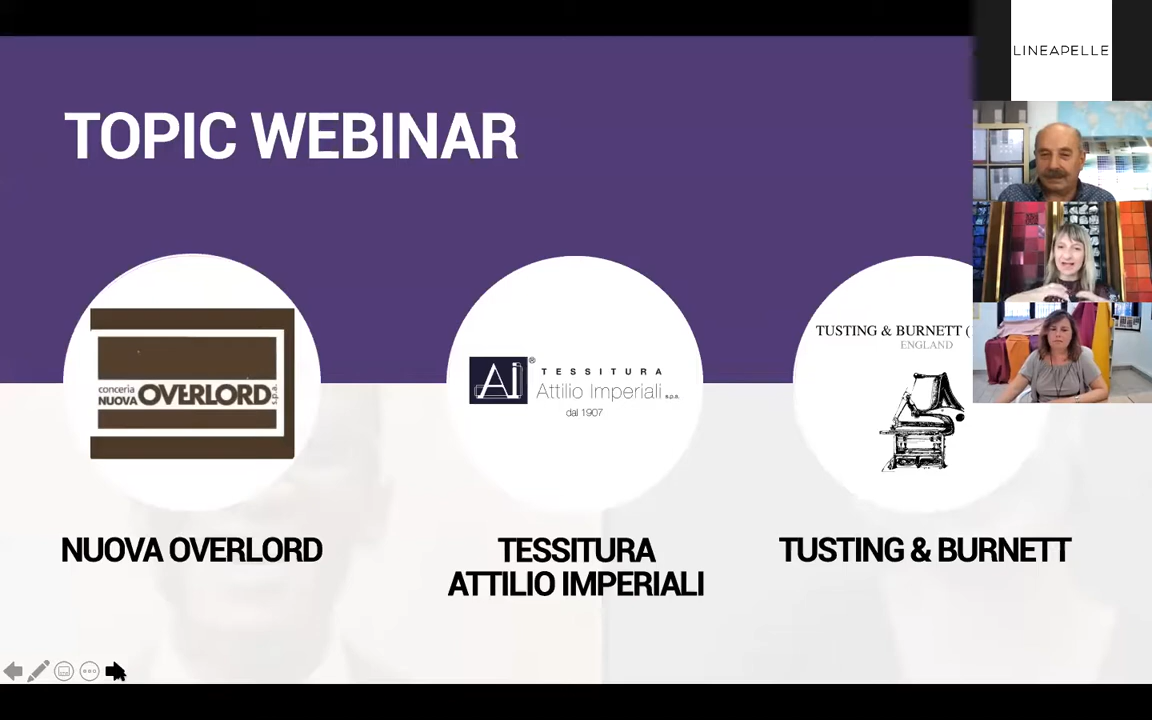 LINEAPELLE
TOPIC WEBINAR
conceria
NUOVA OVERLORD s.p.a.
Ai®
TESSITURA
Attilio Imperiali s.p.a.
dal 1907
TUSTING & BURNETT (
ENGLAND
NUOVA OVERLORD
TESSITURA
ATTILIO IMPERIALI
TUSTING & BURNETT